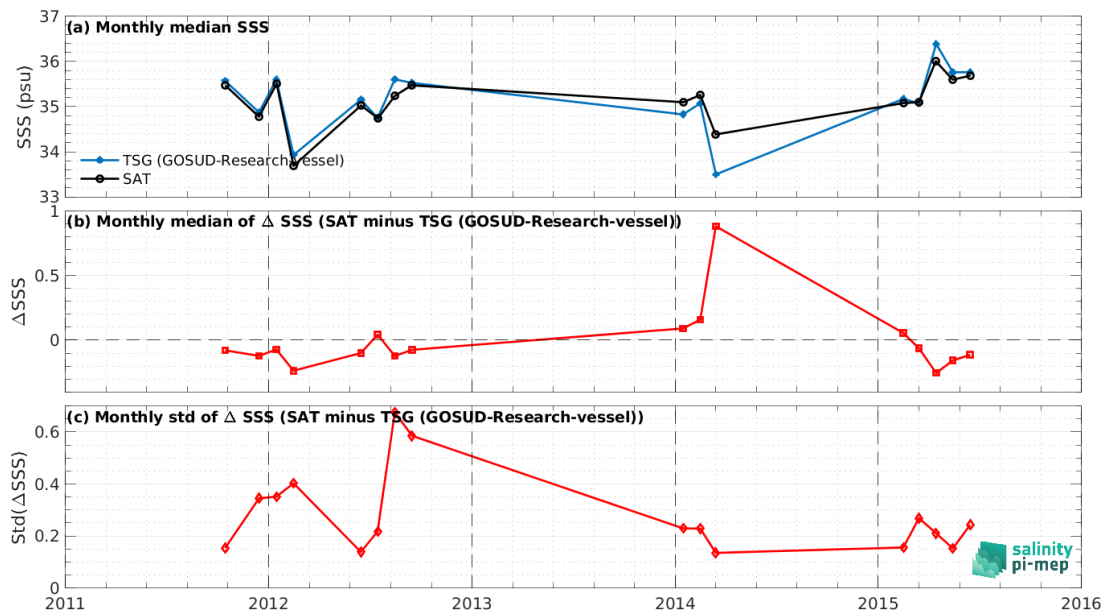 (a) Monthly median SSS
37
36
35
34
33
SSS (psu)
TSG (GOSUD-Research-vessel)
SAT
(b) Monthly median of Δ SSS (SAT minus TSG (GOSUD-Research-vessel))
1
0.5
0
ΔSSS
(c) Monthly std of Δ SSS (SAT minus TSG (GOSUD-Research-vessel))
0.6
0.4
0.2
0
Std(ΔSSS)
2011 2012 2013 2014 2015 2016
salinity
pi-mep